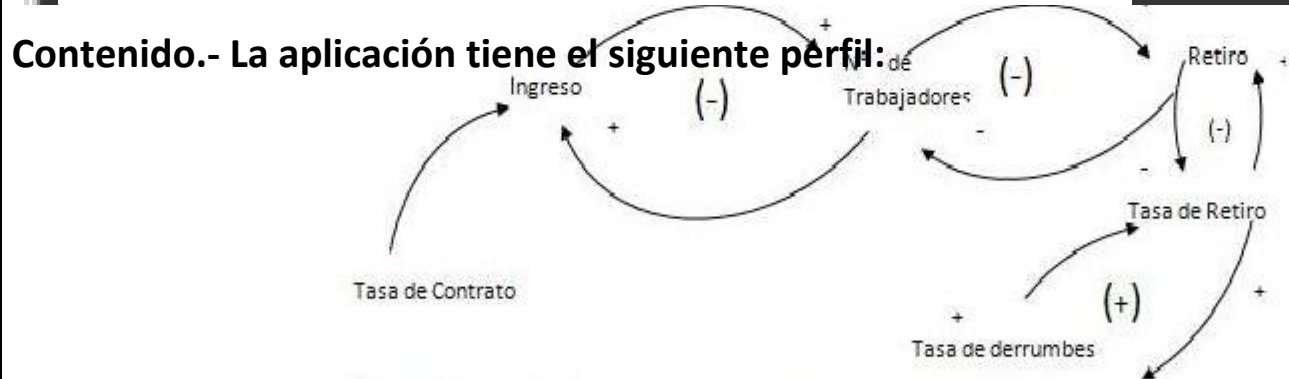 Contenido.- La aplicación tiene el siguiente perfil:
+
Ingreso
(-)
de
Trabajadores
(-)
Retiro
+
+
-
(-)
-
Tasa de Retiro
Tasa de Contrato
(+)
+
+
Tasa de derrumbes